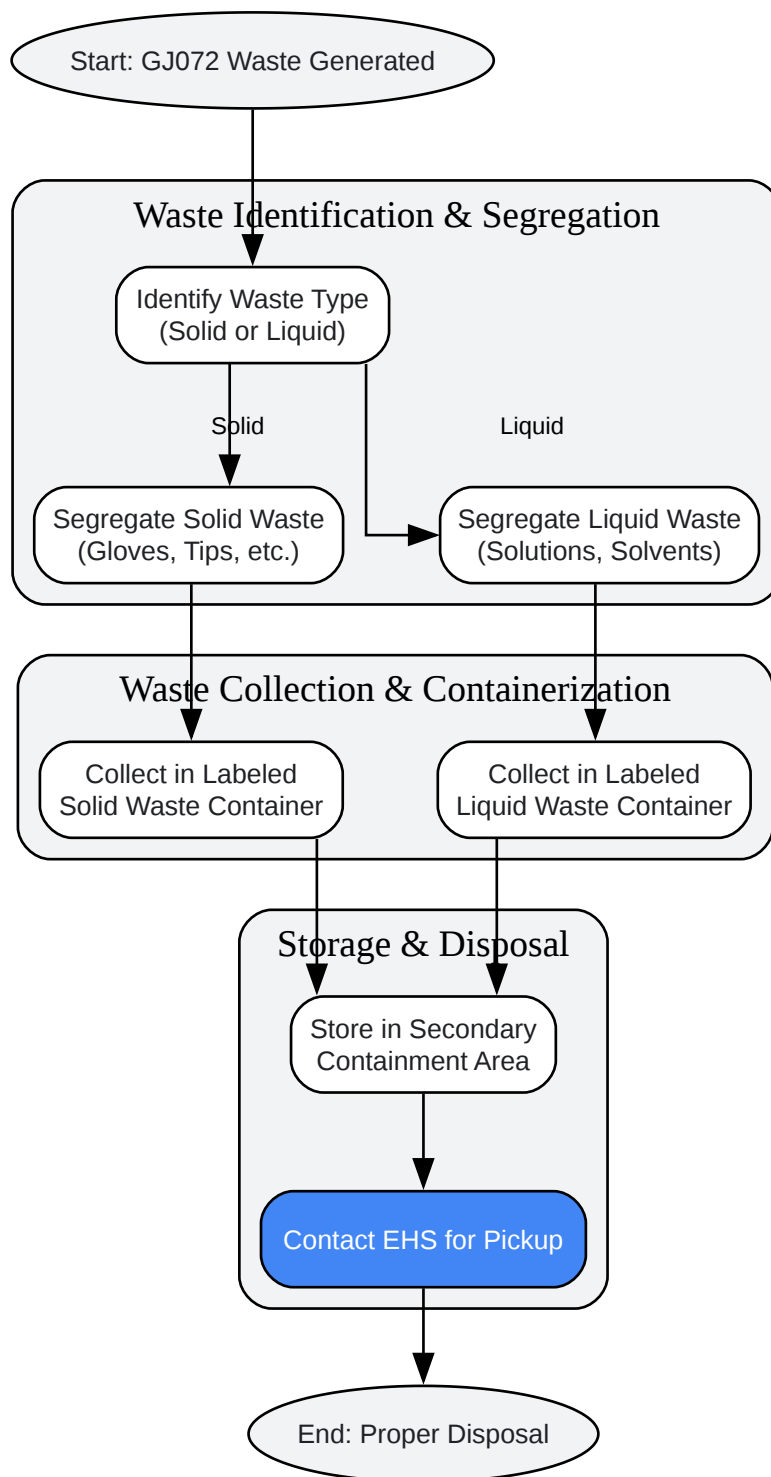 Start: GJ072 Waste Generated
Waste Identification & Segregation
Identify Waste Type
(Solid or Liquid)
Solid
Liquid
Segregate Solid Waste
(Gloves, Tips, etc.)
Segregate Liquid Waste
(Solutions, Solvents)
Waste Collection & Containerization
Collect in Labeled
Solid Waste Container
Collect in Labeled
Liquid Waste Container
Storage & Disposal
Store in Secondary
Containment Area
Contact EHS for Pickup
End: Proper Disposal